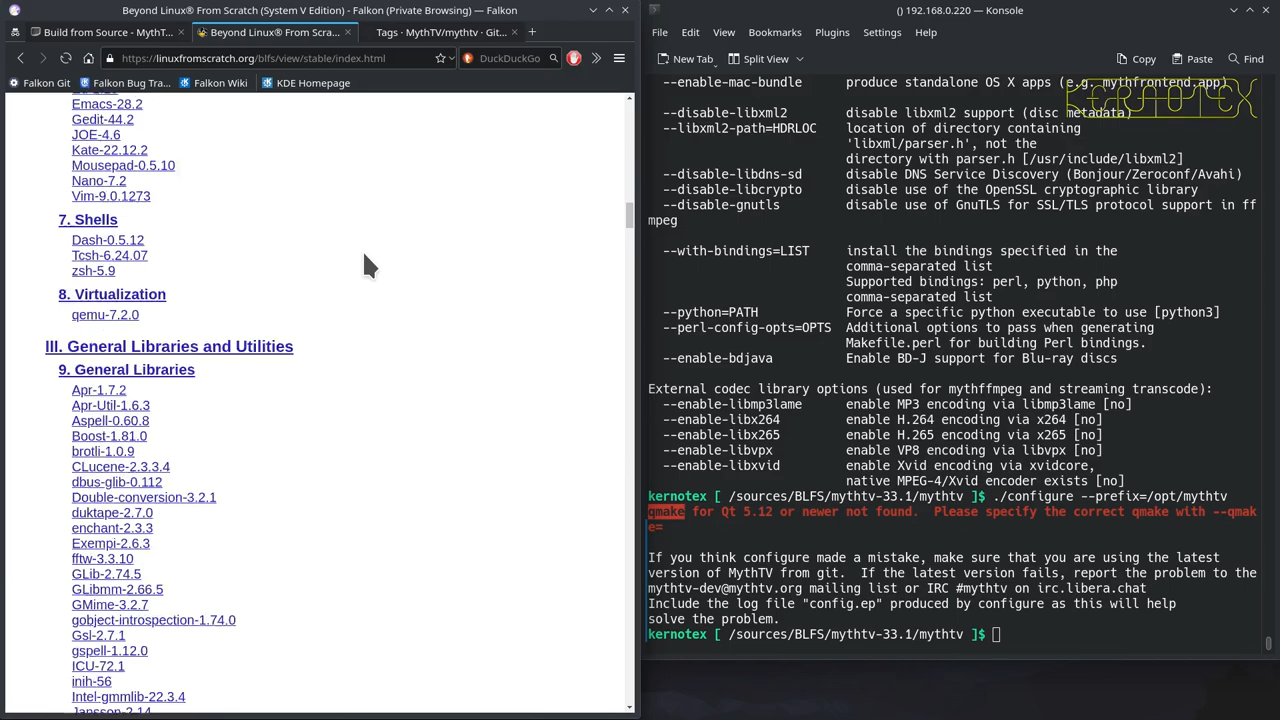 Beyond Linux® From Scratch (System V Edition) - Falkon (Private Browsing) — Falkon
Build from Source - MythT...
Beyond Linux® From Scra...
Tags · MythTV/mythtv · Git...
https://linuxfromscratch.org/blfs/view/stable/index.html
DuckDuckGo
Falkon Git
Falkon Bug Tra...
Falkon Wiki
KDE Homepage
Emacs-28.2
Gedit-44.2
JOE-4.6
Kate-22.12.2
Mousepad-0.5.10
Nano-7.2
Vim-9.0.1273
7. Shells
Dash-0.5.12
Tcsh-6.24.07
zsh-5.9
8. Virtualization
qemu-7.2.0
III. General Libraries and Utilities
9. General Libraries
Apr-1.7.2
Apr-Util-1.6.3
Aspell-0.60.8
Boost-1.81.0
brotli-1.0.9
CLucene-2.3.3.4
dbus-glib-0.112
Double-conversion-3.2.1
duktape-2.7.0
enchant-2.3.3
Exempi-2.6.3
fftw-3.3.10
GLib-2.74.5
GLibmm-2.66.5
GMime-3.2.7
gobject-introspection-1.74.0
Gsl-2.7.1
gspell-1.12.0
ICU-72.1
inih-56
Intel-gmmlib-22.3.4
Jansson-2.14
() 192.168.0.220 — Konsole
File Edit View Bookmarks Plugins Settings Help
New Tab Split View Copy Paste Find
KERNOTEX
--enable-mac-bundle produce standalone OS X apps (e.g. mythfrontend.app)
--disable-libxml2 disable libxml2 support (disc metadata)
--libxml2-path=HDRLOC location of directory containing
'libxml/parser.h', not the
directory with parser.h [/usr/include/libxml2]
--disable-libdns-sd disable DNS Service Discovery (Bonjour/Zeroconf/Avahi)
--disable-libcrypto disable use of the OpenSSL cryptographic library
--disable-gnutls disable use of GnuTLS for SSL/TLS protocol support in ff
mpeg
--with-bindings=LIST install the bindings specified in the
comma-separated list
Supported bindings: perl, python, php
comma-separated list
--python=PATH Force a specific python executable to use [python3]
--perl-config-opts=OPTS Additional options to pass when generating
Makefile.perl for building Perl bindings.
--enable-bdjava Enable BD-J support for Blu-ray discs
External codec library options (used for mythffmpeg and streaming transcode):
--enable-libmp3lame enable MP3 encoding via libmp3lame [no]
--enable-libx264 enable H.264 encoding via x264 [no]
--enable-libx265 enable H.265 encoding via x265 [no]
--enable-libvpx enable VP8 encoding via libvpx [no]
--enable-libxvid enable Xvid encoding via xvidcore,
native MPEG-4/Xvid encoder exists [no]
kernotex [ /sources/BLFS/mythtv-33.1/mythtv ]$ ./configure --prefix=/opt/mythtv
qmake for Qt 5.12 or newer not found. Please specify the correct qmake with --qmak
e=
If you think configure made a mistake, make sure that you are using the latest
version of MythTV from git. If the latest version fails, report the problem to the
mythtv-dev@mythtv.org mailing list or IRC #mythtv on irc.libera.chat
Include the log file "config.ep" produced by configure as this will help
solve the problem.
kernotex [ /sources/BLFS/mythtv-33.1/mythtv ]$